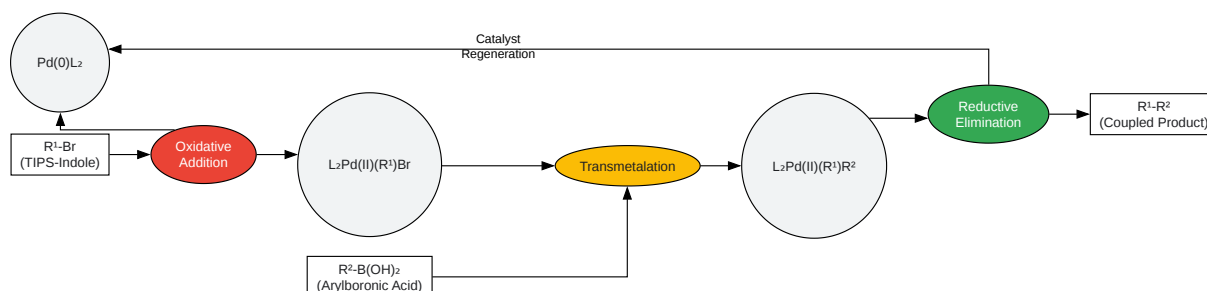 Catalyst
Regeneration
Pd(0)L₂
R¹-Br
(TIPS-Indole)
Oxidative
Addition
L₂Pd(II)(R¹)Br
Transmetalation
L₂Pd(II)(R¹)R²
Reductive
Elimination
R¹-R²
(Coupled Product)
R²-B(OH)₂
(Arylboronic Acid)